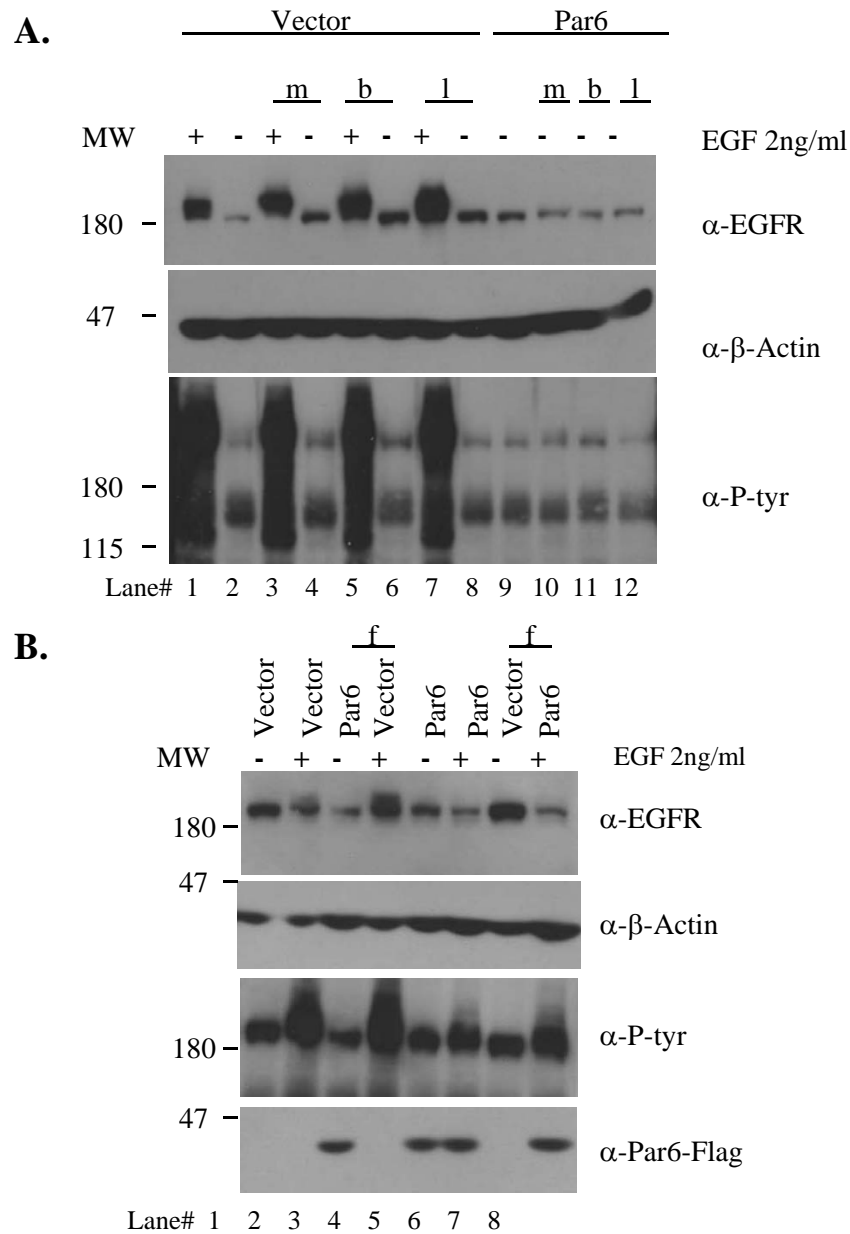 A.
Vector Par6
m b l m b l
MW + - + - + - + - - - - - EGF 2ng/ml
180 α-EGFR
47
α-β-Actin
180 α-P-tyr
115
Lane# 1 2 3 4 5 6 7 8 9 10 11 12
B.
f f
Vector Vector Par6 Vector Par6 Par6 Vector Par6
MW - + - + - + - + EGF 2ng/ml
180 α-EGFR
47
α-β-Actin
180 α-P-tyr
47
α-Par6-Flag
Lane# 1 2 3 4 5 6 7 8